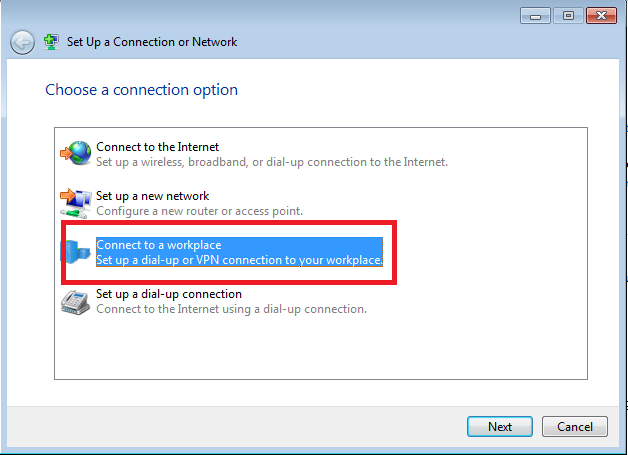 Set Up a Connection or Network
Choose a connection option
Connect to the Internet
Set up a wireless, broadband, or dial-up connection to the Internet.
Set up a new network
Configure a new router or access point.
Connect to a workplace
Set up a dial-up or VPN connection to your workplace.
Set up a dial-up connection
Connect to the Internet using a dial-up connection.
Next
Cancel